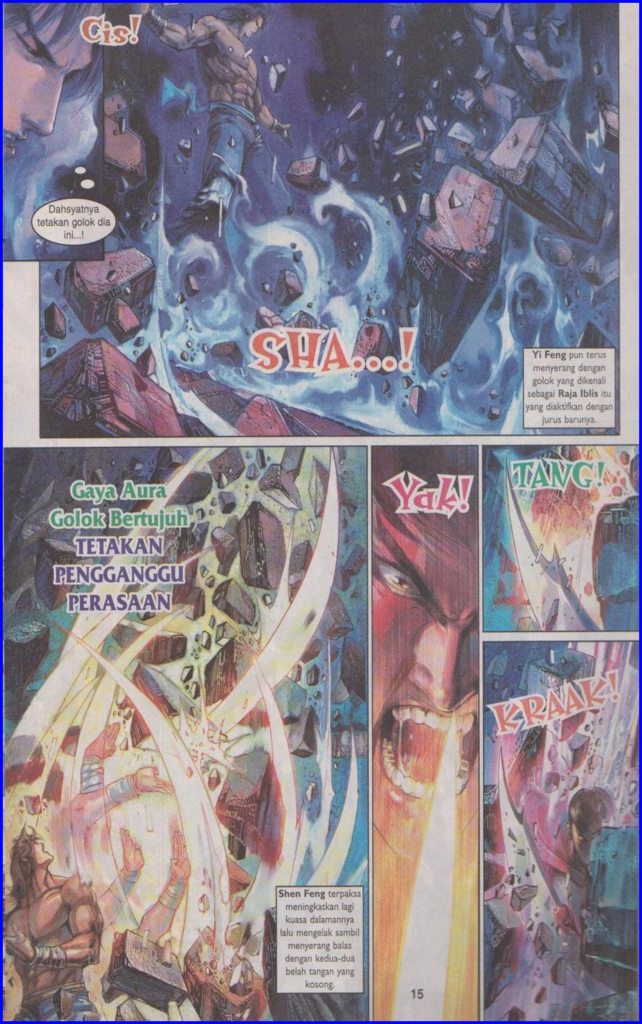 Cis!
Dahsyatnya
tetakan golok dia
ini...!
SHA...!
Yi Feng pun terus
menyerang dengan
golok yang dikenali
sebagai Raja Iblis itu
yang diaktifkan dengan
jurus barunya.
Gaya Aura
Golok Bertujuh
TETAKAN
PENGGANGGU
PERASAAN
Yak!
TANG!
KRAAK!
Shen Feng terpaksa
meningkatkan lagi
kuasa dalamannya
lalu mengelak sambil
menyerang balas
dengan kedua-dua
belah tangan yang
kosong.
15